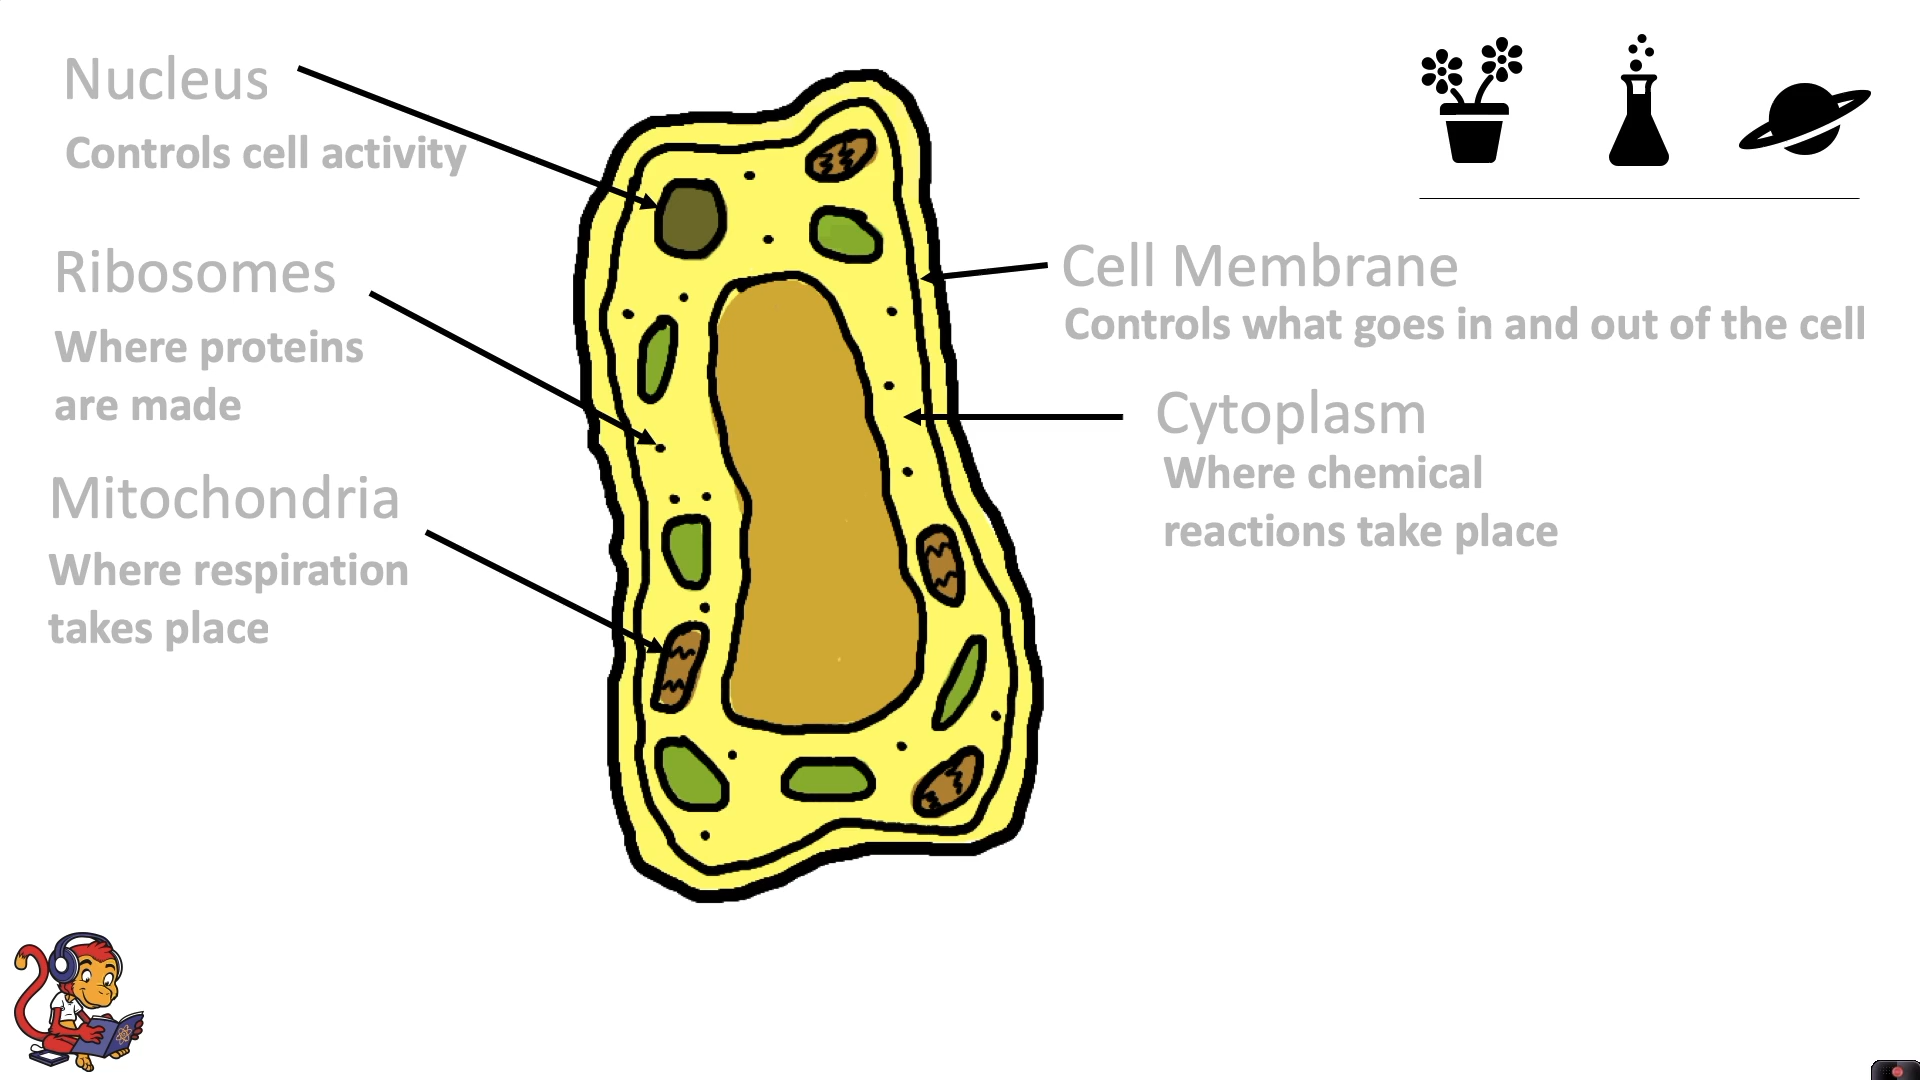 Nucleus
Controls cell activity
Ribosomes
Where proteins
are made
Mitochondria
Where respiration
takes place
Cell Membrane
Controls what goes in and out of the cell
Cytoplasm
Where chemical
reactions take place